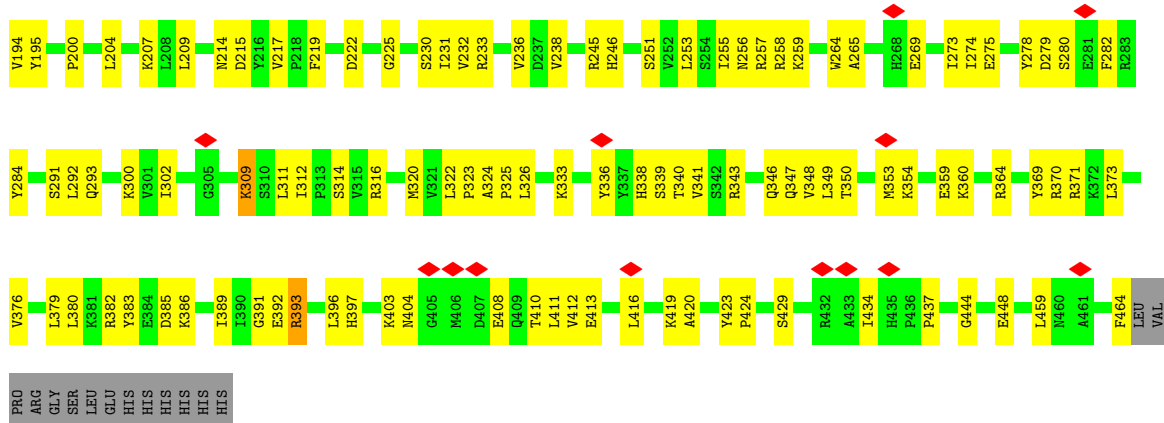 V194 Y195 P200 L204 K207 L208 L209 N214 D215 Y216 V217 P218 F219 D222 G225 S230 I231 V232 R233 V236 D237 V238 R245 H246 S251 V252 L253 S254 I255 N256 R257 R258 K259 W264 A265 H268 E269 I273 I274 E275 Y278 D279 S280 E281 F282 R283
Y284 S291 L292 Q293 K300 V301 I302 G305 K309 S310 L311 I312 P313 S314 V315 R316 M320 V321 L322 P323 A324 P325 L326 K333 Y336 Y337 H338 S339 T340 V341 S342 R343 Q346 Q347 V348 L349 T350 M353 K354 E359 K360 R364 Y369 R370 R371 K372 L373
V376 L379 L380 K381 R382 Y383 E384 D385 K386 I389 I390 G391 E392 R393 L396 H397 K403 N404 G405 M406 D407 E408 Q409 T410 L411 V412 E413 L416 K419 A420 Y423 P424 S429 R432 A433 I434 H435 P436 P437 G444 E448 L459 N460 A461 F464 LEU VAL
PRO ARG GLY SER LEU GLU HIS HIS HIS HIS HIS HIS